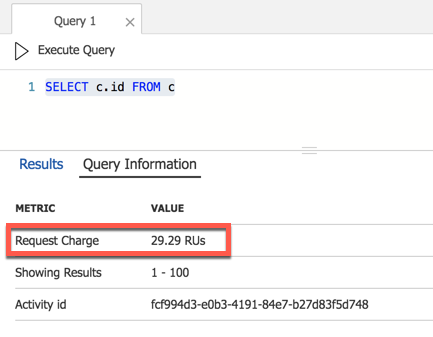 Query 1 ×
Execute Query
1 SELECT c.id FROM c
Results Query Information
METRIC VALUE
Request Charge 29.29 RUs
Showing Results 1 - 100
Activity id fcf994d3-e0b3-4191-84e7-b27d83f5d748